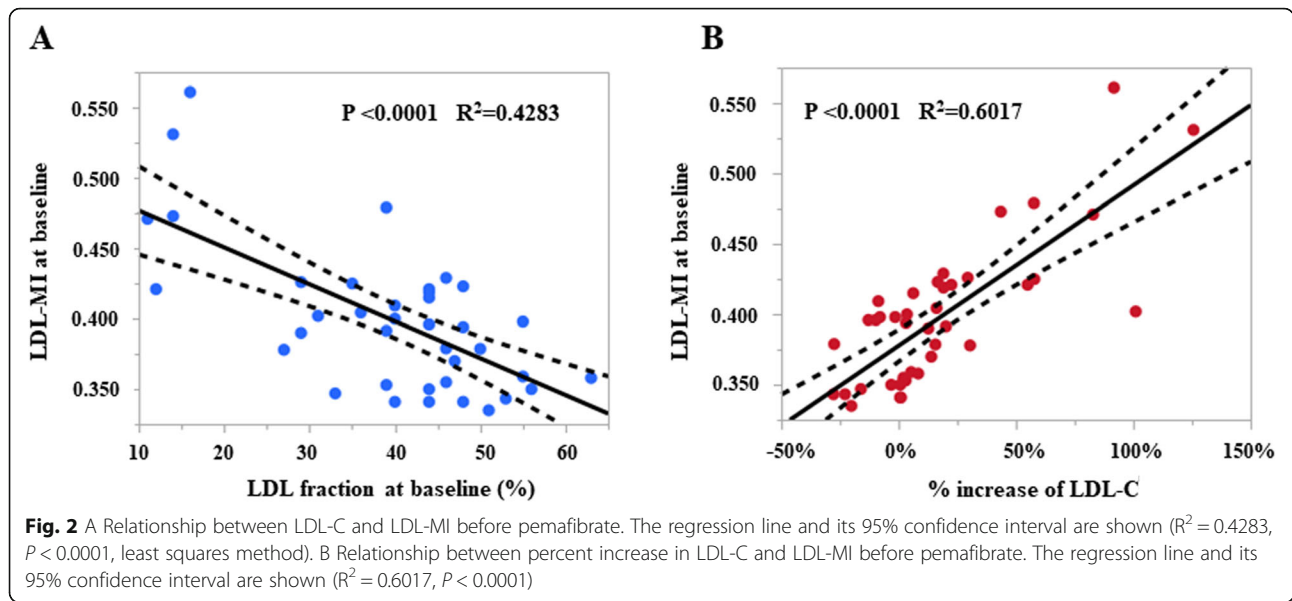 A
P <0.0001 R²=0.4283
LDL-MI at baseline
0.550
0.500
0.450
0.400
0.350
10 20 30 40 50 60
LDL fraction at baseline (%)
B
P <0.0001 R²=0.6017
LDL-MI at baseline
0.550
0.500
0.450
0.400
0.350
-50% 0% 50% 100% 150%
% increase of LDL-C
Fig. 2 A Relationship between LDL-C and LDL-MI before pemafibrate. The regression line and its 95% confidence interval are shown (R² = 0.4283,
P < 0.0001, least squares method). B Relationship between percent increase in LDL-C and LDL-MI before pemafibrate. The regression line and its
95% confidence interval are shown (R² = 0.6017, P < 0.0001)